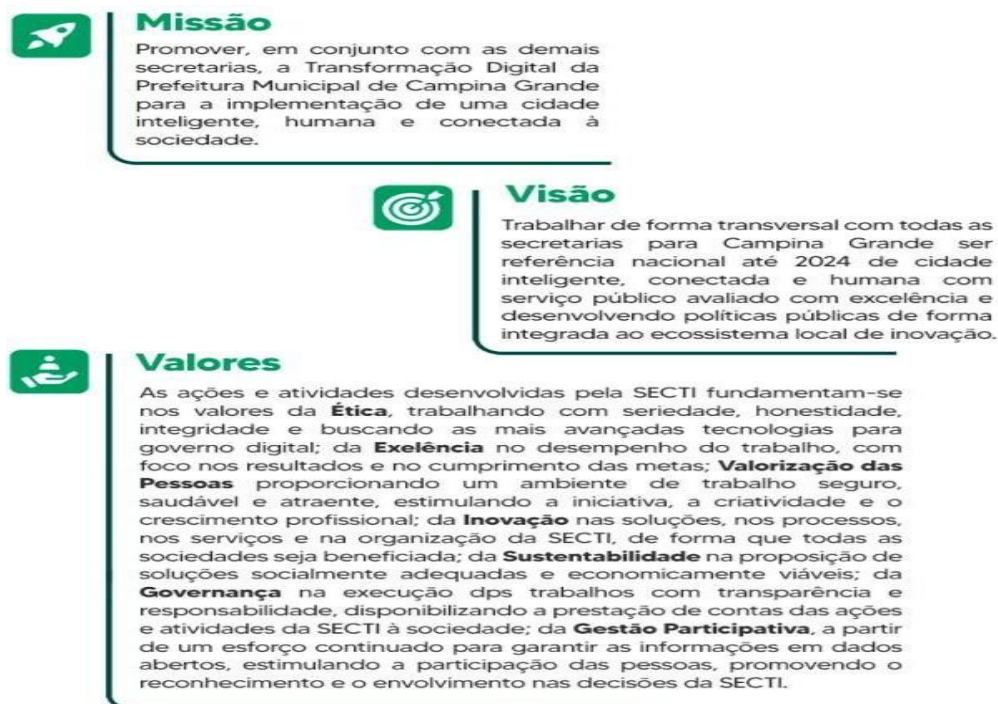 Missão
Promover, em conjunto com as demais
secretarias, a Transformação Digital da
Prefeitura Municipal de Campina Grande
para a implementação de uma cidade
inteligente, humana e conectada à
sociedade.
Visão
Trabalhar de forma transversal com todas as
secretarias para Campina Grande ser
referência nacional até 2024 de cidade
inteligente, conectada e humana com
serviço público avaliado com excelência e
desenvolvendo políticas públicas de forma
integrada ao ecossistema local de inovação.
Valores
As ações e atividades desenvolvidas pela SECTI fundamentam-se
nos valores da Ética, trabalhando com seriedade, honestidade,
integridade e buscando as mais avançadas tecnologias para
governo digital; da Exelência no desempenho do trabalho, com
foco nos resultados e no cumprimento das metas; Valorização das
Pessoas proporcionando um ambiente de trabalho seguro,
saudável e atraente, estimulando a iniciativa, a criatividade e o
crescimento profissional; da Inovação nas soluções, nos processos,
nos serviços e na organização da SECTI, de forma que todas as
sociedades seja beneficiada; da Sustentabilidade na proposição de
soluções socialmente adequadas e economicamente viáveis; da
Governança na execução dps trabalhos com transparência e
responsabilidade, disponibilizando a prestação de contas das ações
e atividades da SECTI à sociedade; da Gestão Participativa, a partir
de um esforço continuado para garantir as informações em dados
abertos, estimulando a participação das pessoas, promovendo o
reconhecimento e o envolvimento nas decisões da SECTI.